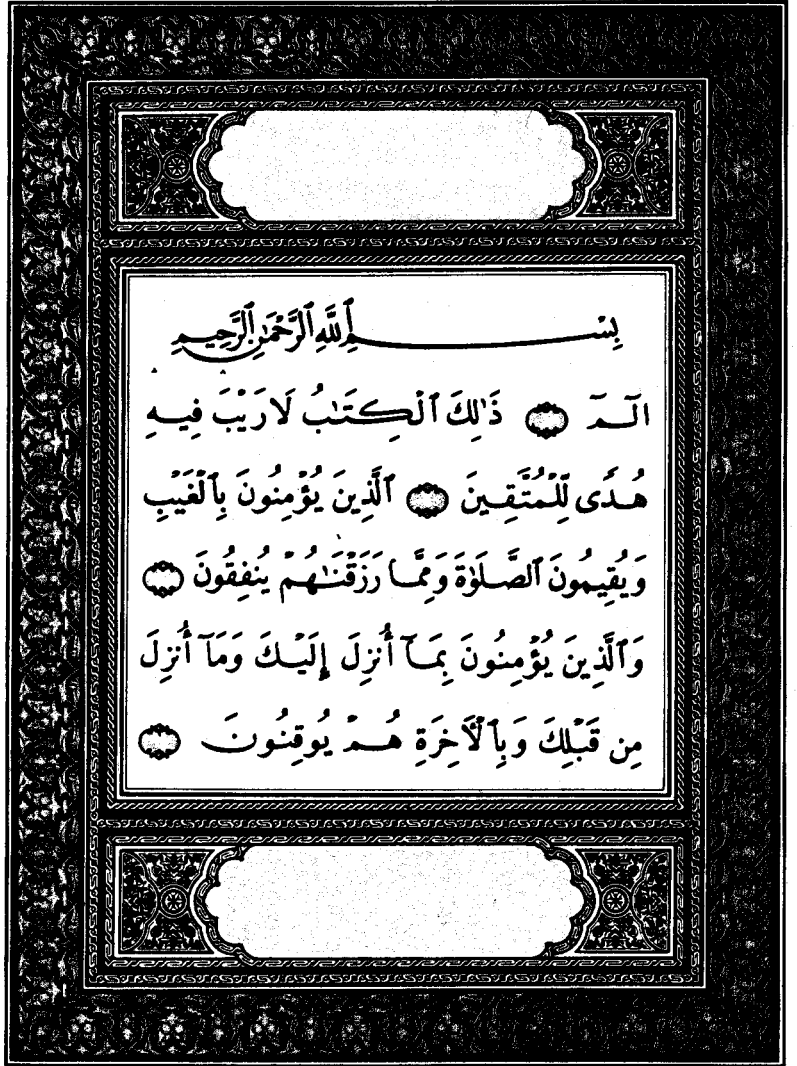 بِسْمِ ٱللَّهِ ٱلرَّحْمَٰنِ ٱلرَّحِيمِ
الٓمٓ ذَٰلِكَ ٱلْكِتَٰبُ لَا رَيْبَ فِيهِ
هُدًى لِّلْمُتَّقِينَ ٱلَّذِينَ يُؤْمِنُونَ بِٱلْغَيْبِ
وَيُقِيمُونَ ٱلصَّلَوٰةَ وَمِمَّا رَزَقْنَٰهُمْ يُنفِقُونَ
وَٱلَّذِينَ يُؤْمِنُونَ بِمَآ أُنزِلَ إِلَيْكَ وَمَآ أُنزِلَ
مِن قَبْلِكَ وَبِٱلْأَخِرَةِ هُمْ يُوقِنُونَ